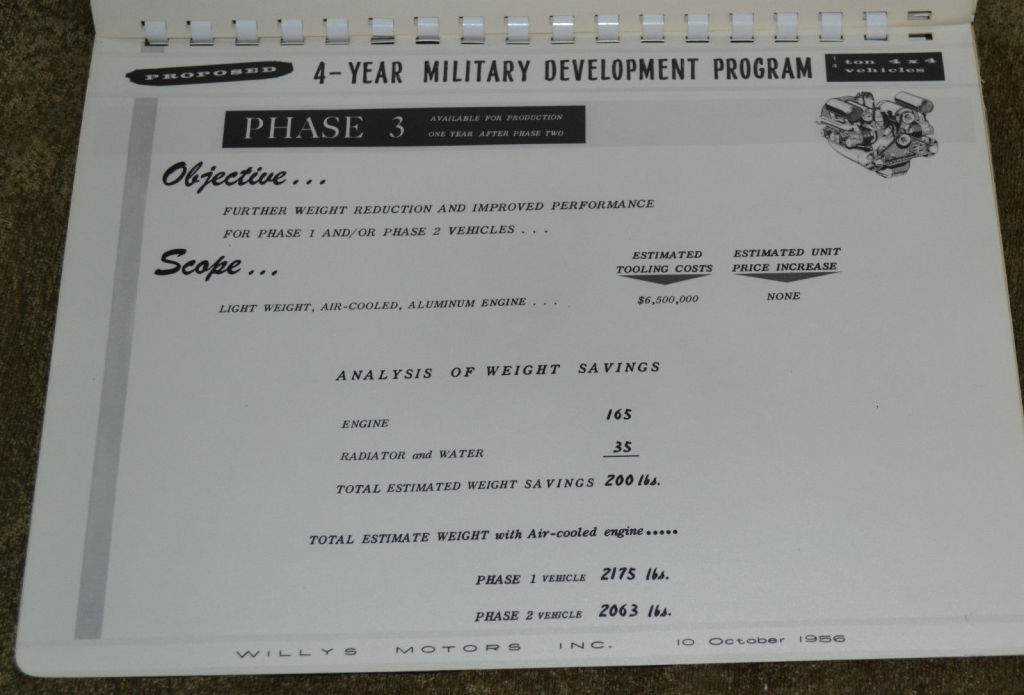 PROPOSED 4-YEAR MILITARY DEVELOPMENT PROGRAM 1/4 ton 4x4
vehicles
PHASE 3 AVAILABLE FOR PRODUCTION
ONE YEAR AFTER PHASE TWO
Objective...
FURTHER WEIGHT REDUCTION AND IMPROVED PERFORMANCE
FOR PHASE 1 AND/OR PHASE 2 VEHICLES . . .
Scope...
ESTIMATED TOOLING COSTS
ESTIMATED UNIT PRICE INCREASE
LIGHT WEIGHT, AIR-COOLED, ALUMINUM ENGINE . . . . $6,500,000 NONE
ANALYSIS OF WEIGHT SAVINGS
ENGINE 165
RADIATOR and WATER 35
TOTAL ESTIMATED WEIGHT SAVINGS 200 lbs.
TOTAL ESTIMATE WEIGHT with Air-cooled engine.....
PHASE 1 VEHICLE 2175 lbs.
PHASE 2 VEHICLE 2063 lbs.
WILLYS MOTORS INC. 10 October 1956